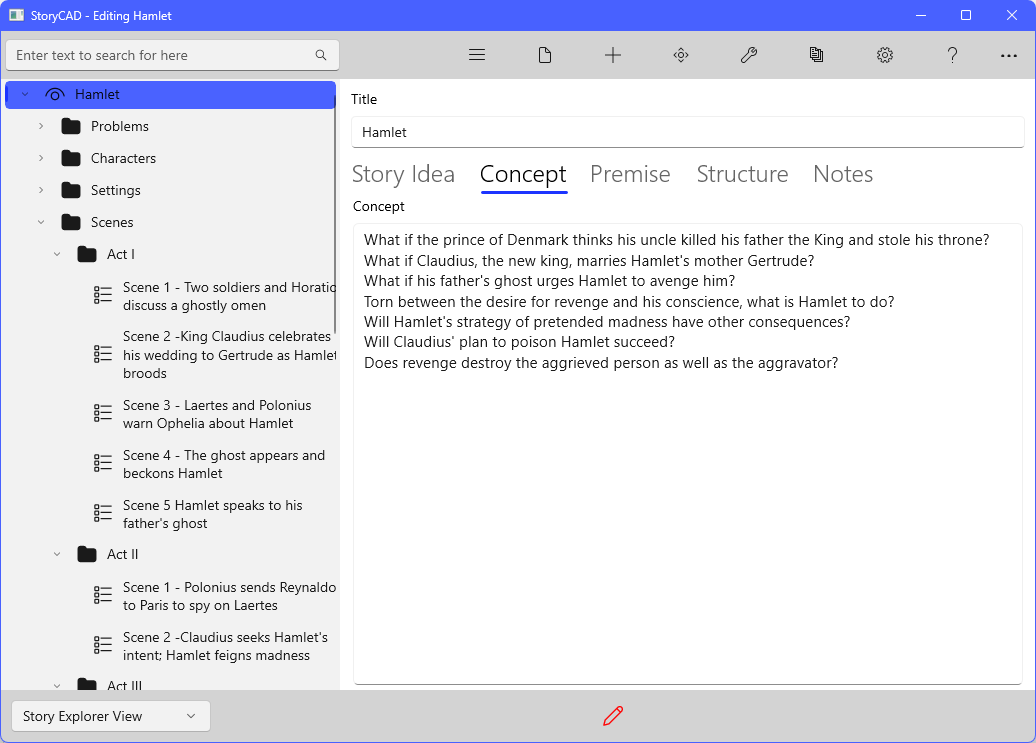 StoryCAD - Editing Hamlet
Enter text to search for here
Hamlet
Problems
Characters
Settings
Scenes
Act I
Scene 1 - Two soldiers and Horatio
discuss a ghostly omen
Scene 2 -King Claudius celebrates
his wedding to Gertrude as Hamlet
broods
Scene 3 - Laertes and Polonius
warn Ophelia about Hamlet
Scene 4 - The ghost appears and
beckons Hamlet
Scene 5 Hamlet speaks to his
father's ghost
Act II
Scene 1 - Polonius sends Reynaldo
to Paris to spy on Laertes
Scene 2 -Claudius seeks Hamlet's
intent; Hamlet feigns madness
Act III
Story Explorer View
Title
Hamlet
Story Idea Concept Premise Structure Notes
Concept
What if the prince of Denmark thinks his uncle killed his father the King and stole his throne?
What if Claudius, the new king, marries Hamlet's mother Gertrude?
What if his father's ghost urges Hamlet to avenge him?
Torn between the desire for revenge and his conscience, what is Hamlet to do?
Will Hamlet's strategy of pretended madness have other consequences?
Will Claudius' plan to poison Hamlet succeed?
Does revenge destroy the aggrieved person as well as the aggravator?